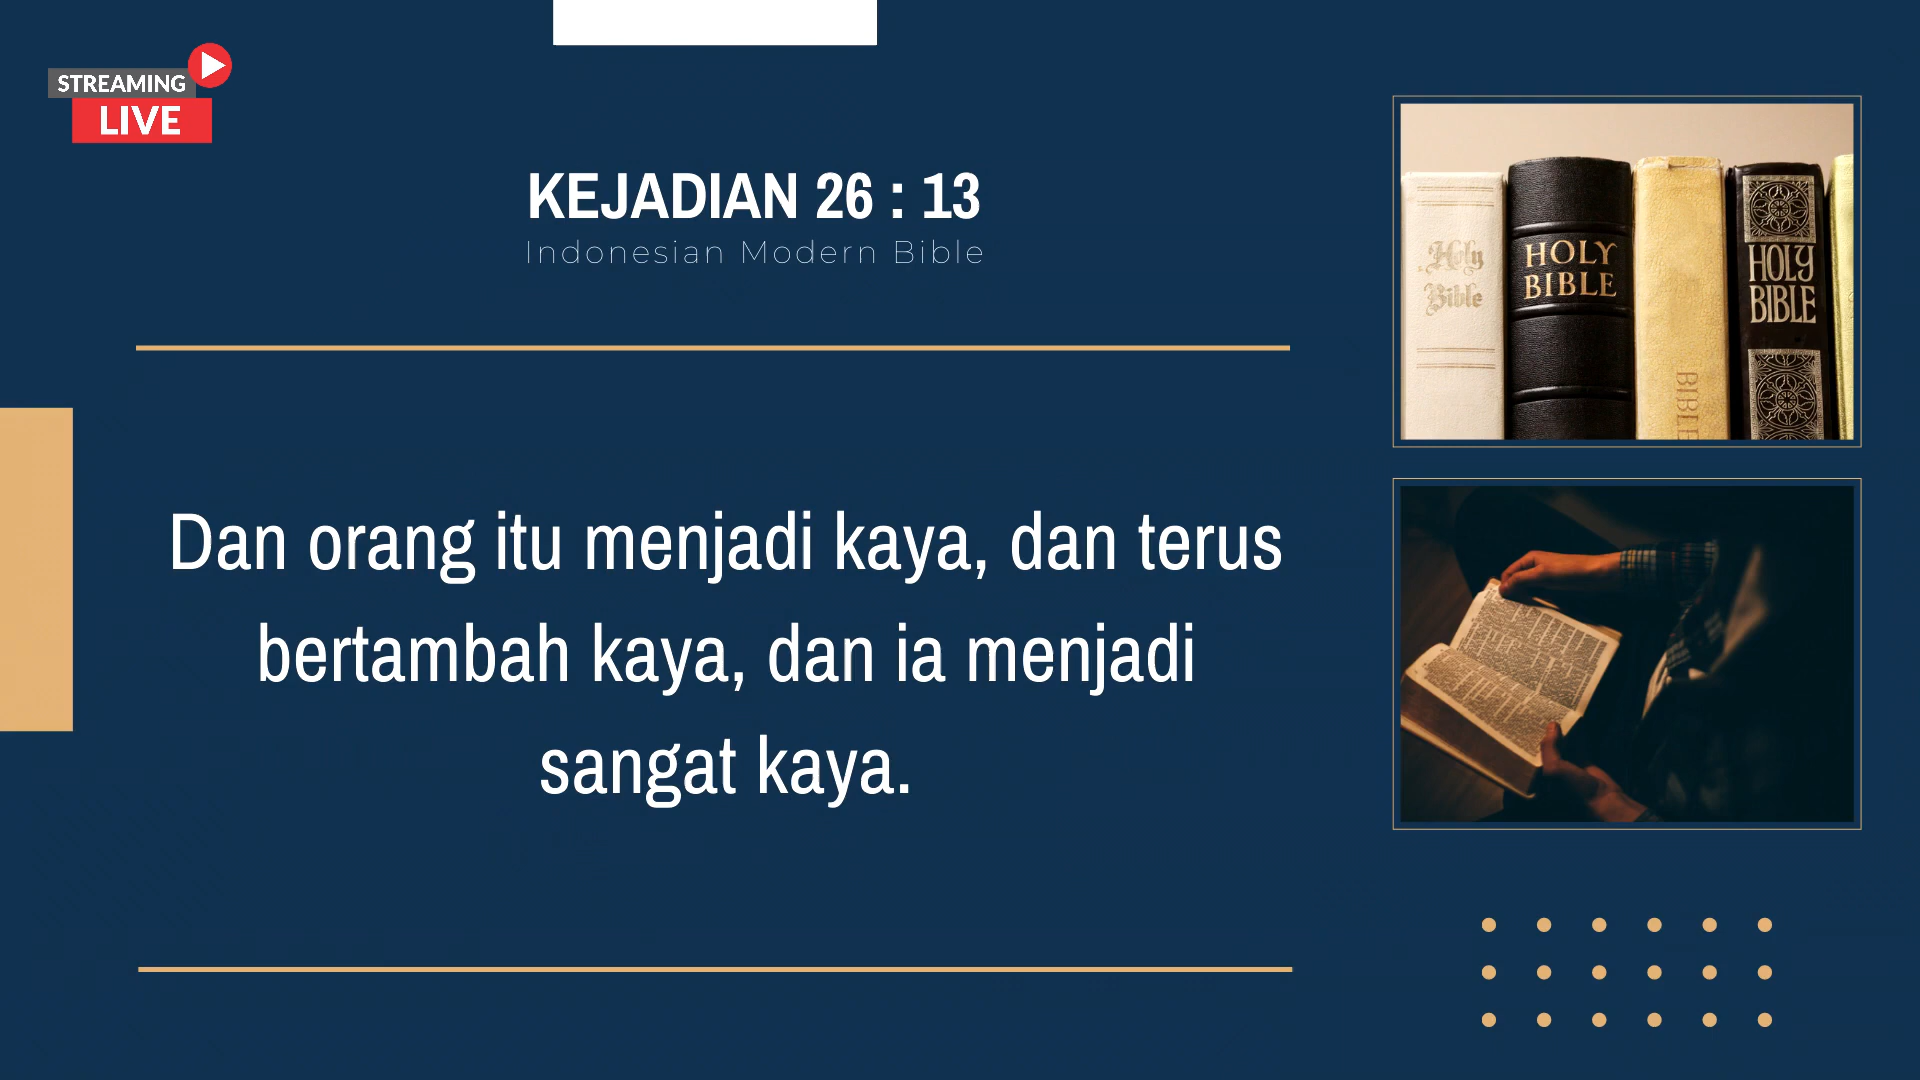 STREAMING
LIVE
KEJADIAN 26 : 13
Indonesian Modern Bible
Dan orang itu menjadi kaya, dan terus
bertambah kaya, dan ia menjadi
sangat kaya.
Holy
Bible
HOLY
BIBLE
BIBLE
HOLY
BIBLE